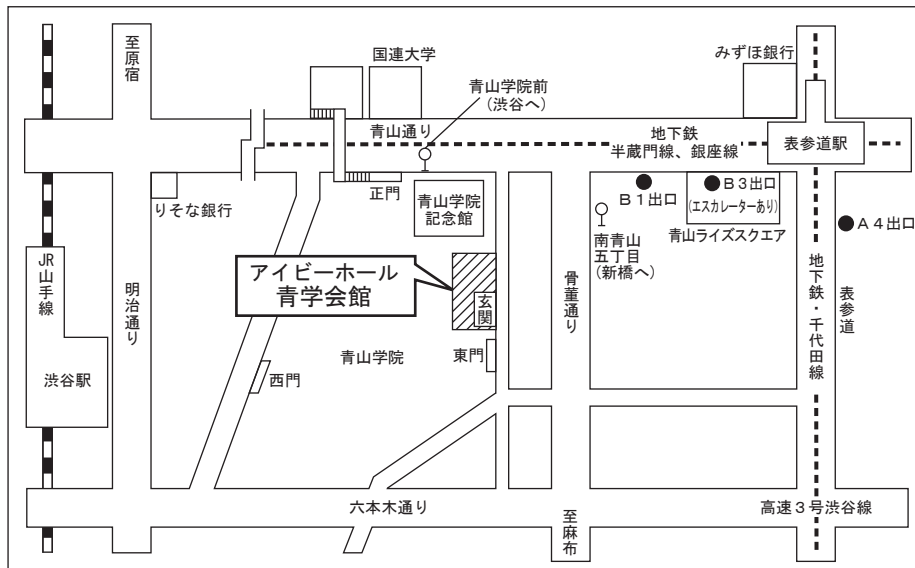 至原宿
国連大学
みずほ銀行
青山学院前
(渋谷へ)
青山通り
地下鉄
半蔵門線、銀座線
表参道駅
りそな銀行
正門
青山学院
記念館
B1出口
B3出口
(エスカレーターあり)
青山ライズスクエア
A4出口
南青山
五丁目
(新橋へ)
JR山手線
明治通り
アイビーホール
青学会館
玄関
骨董通り
地下鉄・千代田線
表参道
渋谷駅
西門
青山学院
東門
六本木通り
至麻布
高速3号渋谷線